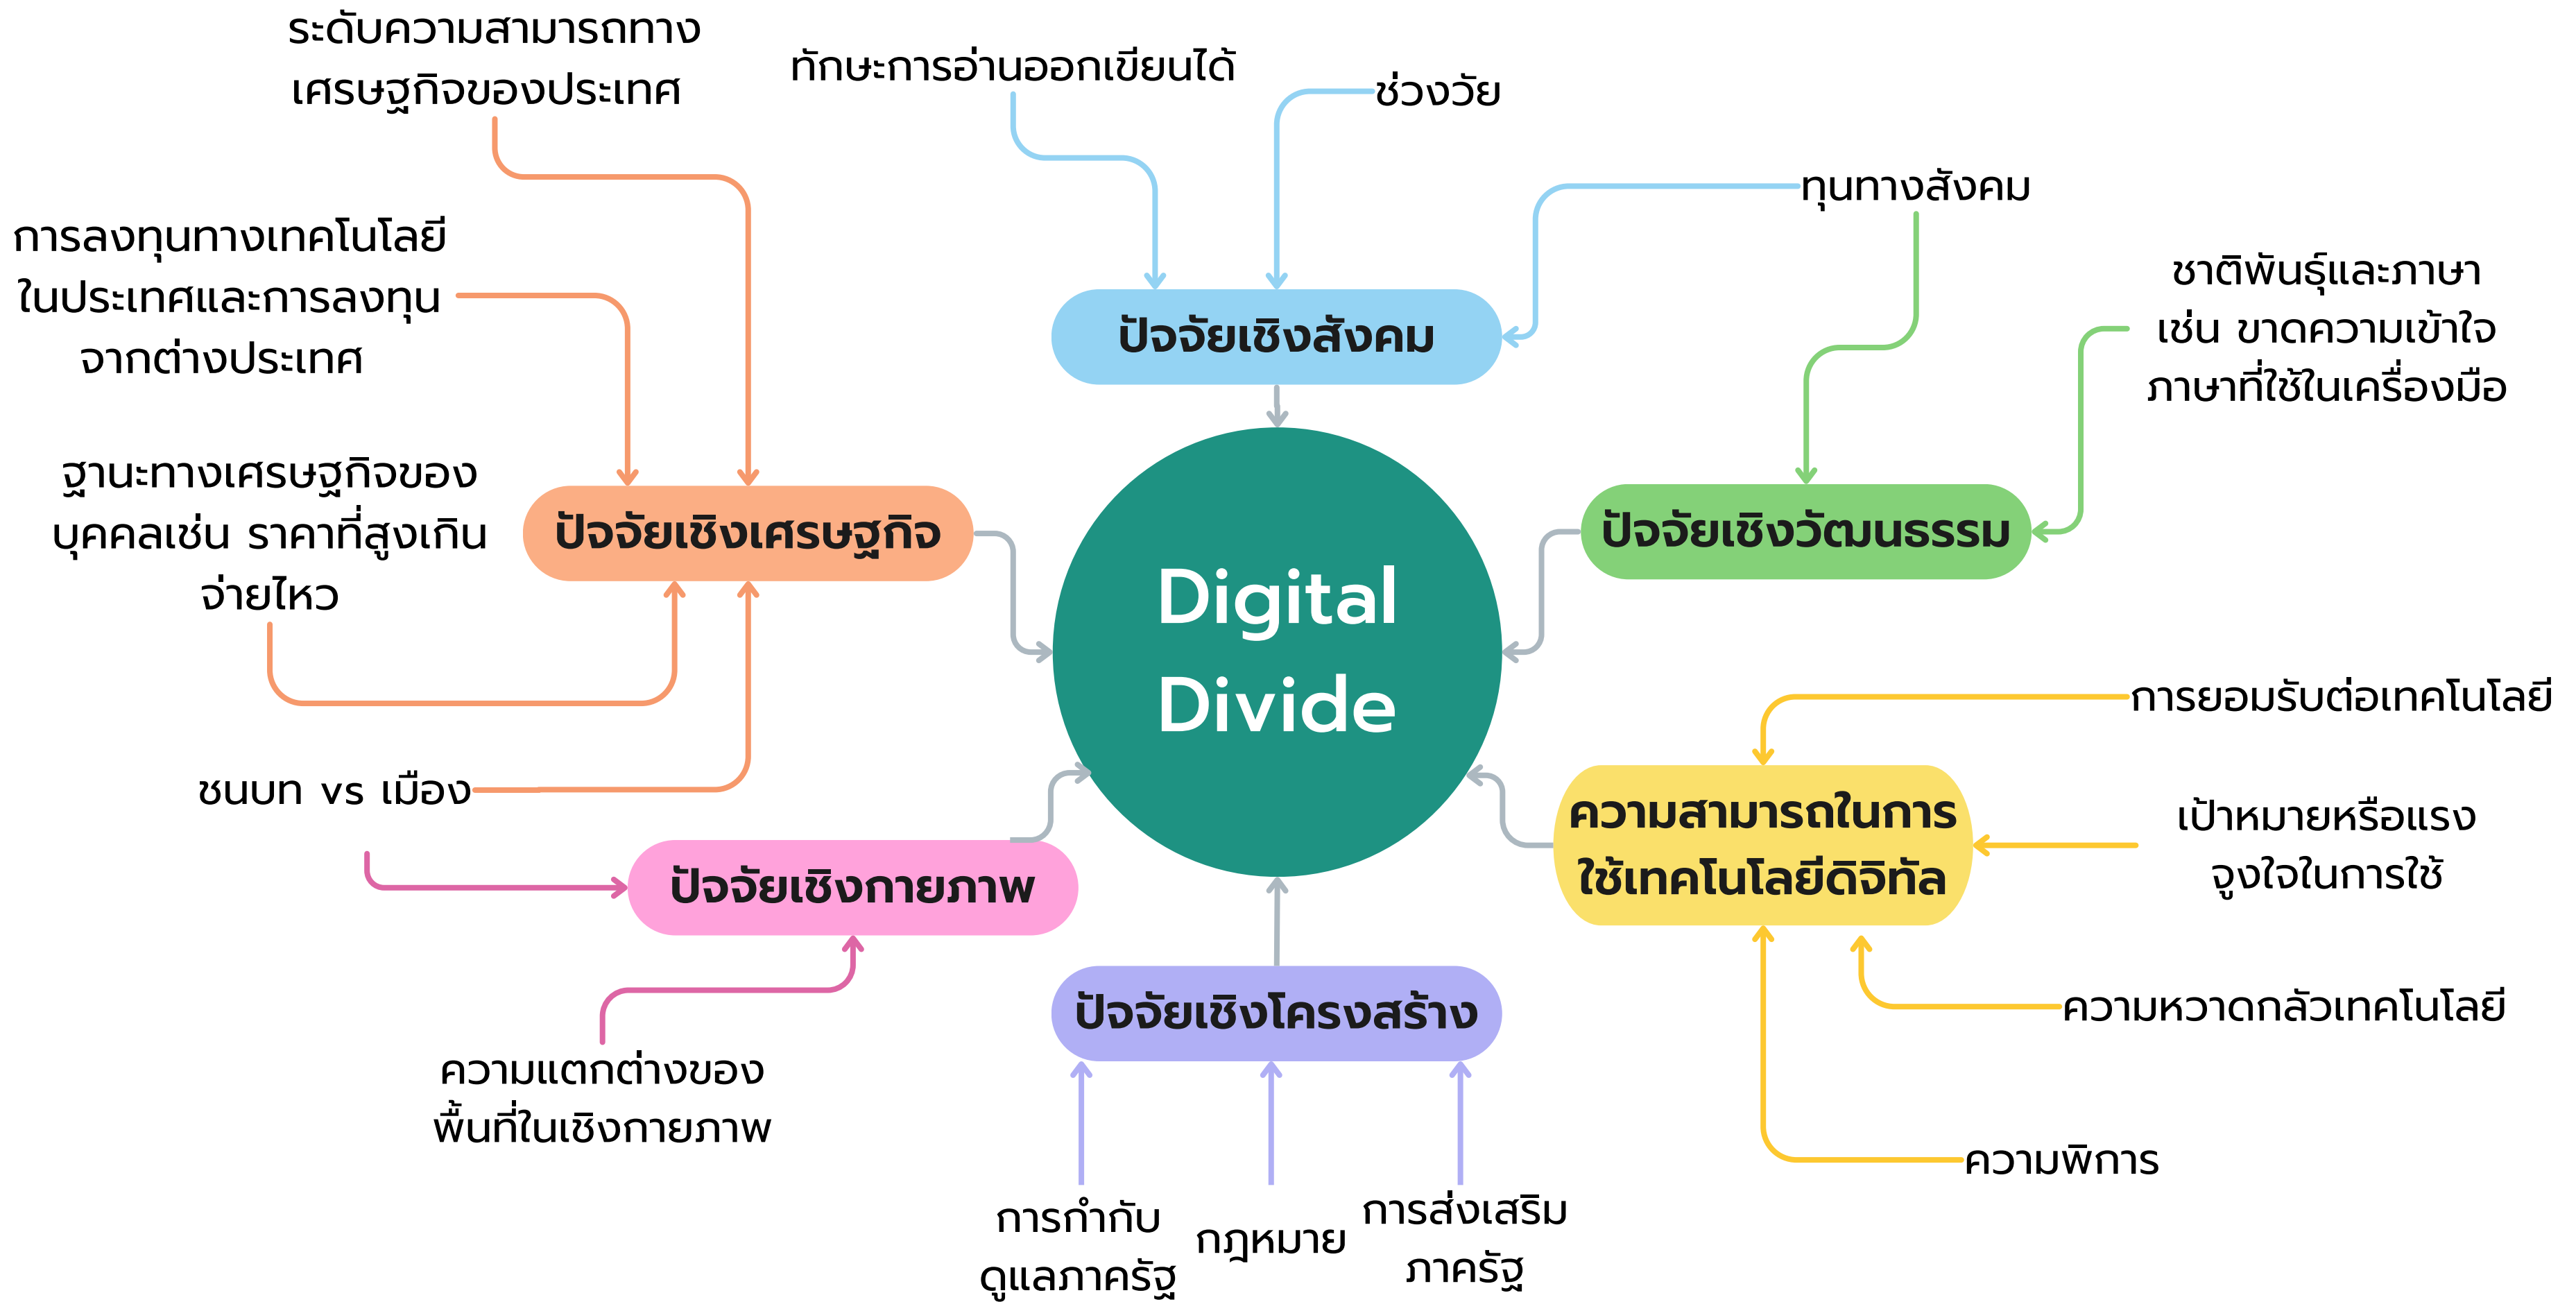 ระดับความสามารถทาง
เศรษฐกิจของประเทศ
ทักษะการอ่านออกเขียนได้
ช่วงวัย
ทุนทางสังคม
การลงทุนทางเทคโนโลยี
ในประเทศและการลงทุน
จากต่างประเทศ
ชาติพันธุ์และภาษา
เช่น ขาดความเข้าใจ
ภาษาที่ใช้ในเครื่องมือ
ปัจจัยเชิงสังคม
ฐานะทางเศรษฐกิจของ
บุคคลเช่น ราคาที่สูงเกิน
จ่ายไหว
ปัจจัยเชิงเศรษฐกิจ
ปัจจัยเชิงวัฒนธรรม
Digital
Divide
การยอมรับต่อเทคโนโลยี
ชนบท vs เมือง
ความสามารถในการ
ใช้เทคโนโลยีดิจิทัล
เป้าหมายหรือแรง
จูงใจในการใช้
ปัจจัยเชิงกายภาพ
ปัจจัยเชิงโครงสร้าง
ความหวาดกลัวเทคโนโลยี
ความแตกต่างของ
พื้นที่ในเชิงกายภาพ
ความพิการ
การกำกับ
ดูแลภาครัฐ
กฎหมาย
การส่งเสริม
ภาครัฐ